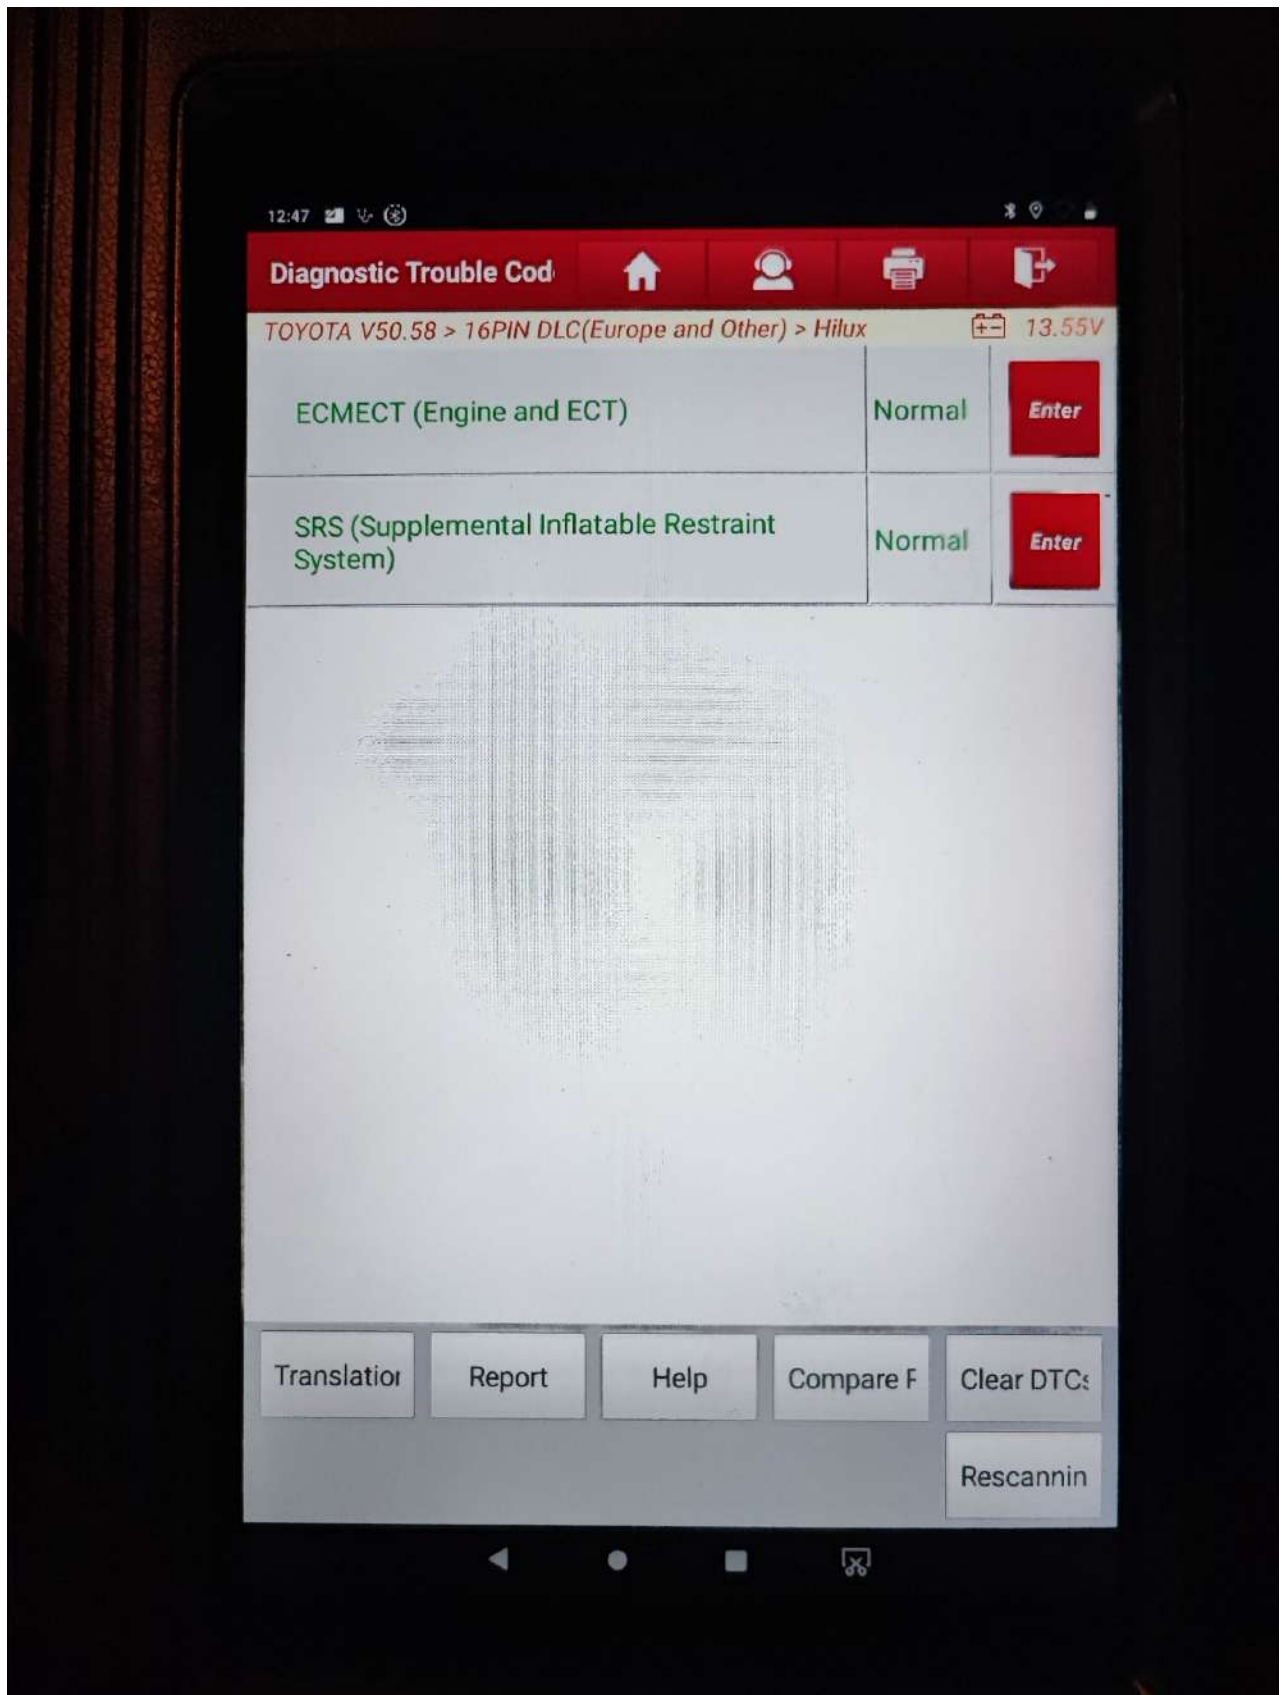 12:47
Diagnostic Trouble Cod
TOYOTA V50.58 > 16PIN DLC(Europe and Other) > Hilux 13.55V
ECMECT (Engine and ECT) Normal Enter
SRS (Supplemental Inflatable Restraint
System) Normal Enter
Translation Report Help Compare F Clear DTCs
Rescannin